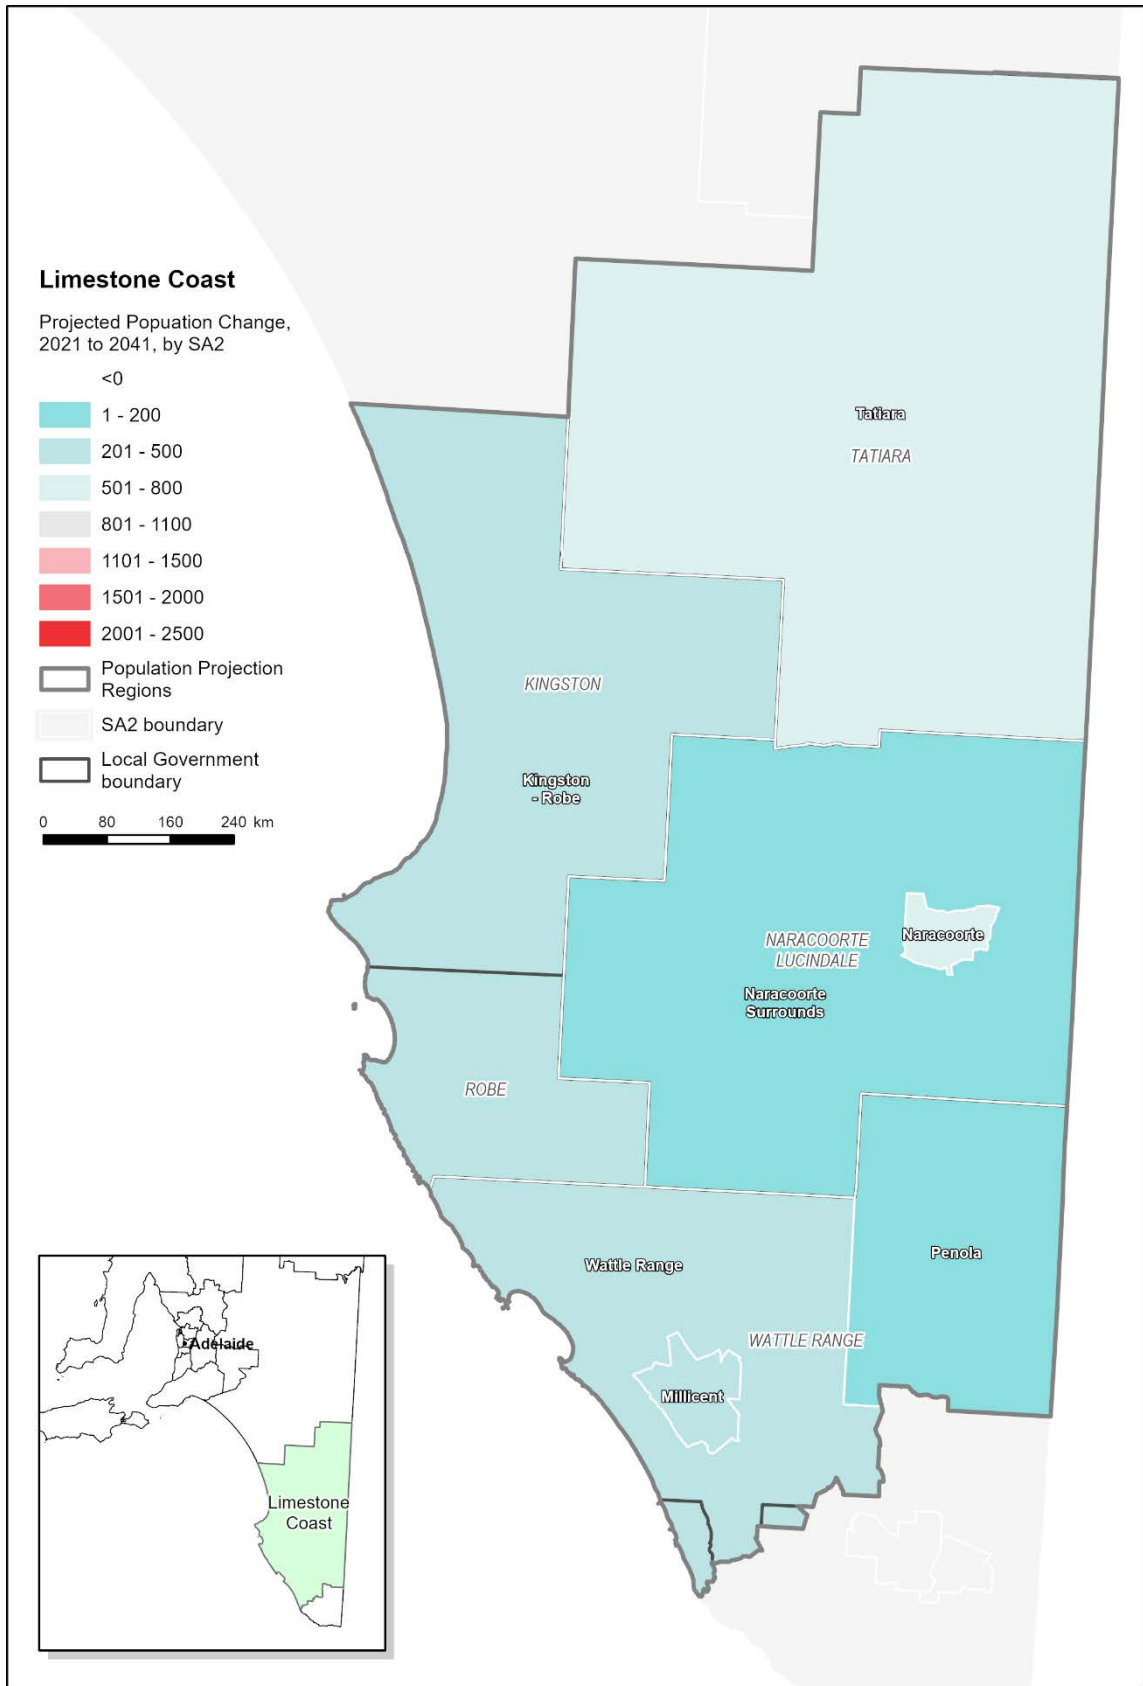 Limestone Coast
Projected Popuation Change,
2021 to 2041, by SA2
<0
1 - 200
201 - 500
501 - 800
801 - 1100
1101 - 1500
1501 - 2000
2001 - 2500
Population Projection
Regions
SA2 boundary
Local Government
boundary
0 80 160 240 km
Tatiara
TATIARA
KINGSTON
Kingston
- Robe
NARACOORTE
LUCINDALE
Naracoorte
Naracoorte
Surrounds
ROBE
Wattle Range
Penola
WATTLE RANGE
Millicent
Adelaide
Limestone
Coast